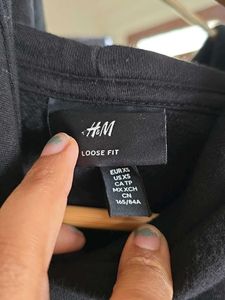 H&M
LOOSE FIT
EUR XS
US XS
CA TP
MX XCH
CN
165/84A